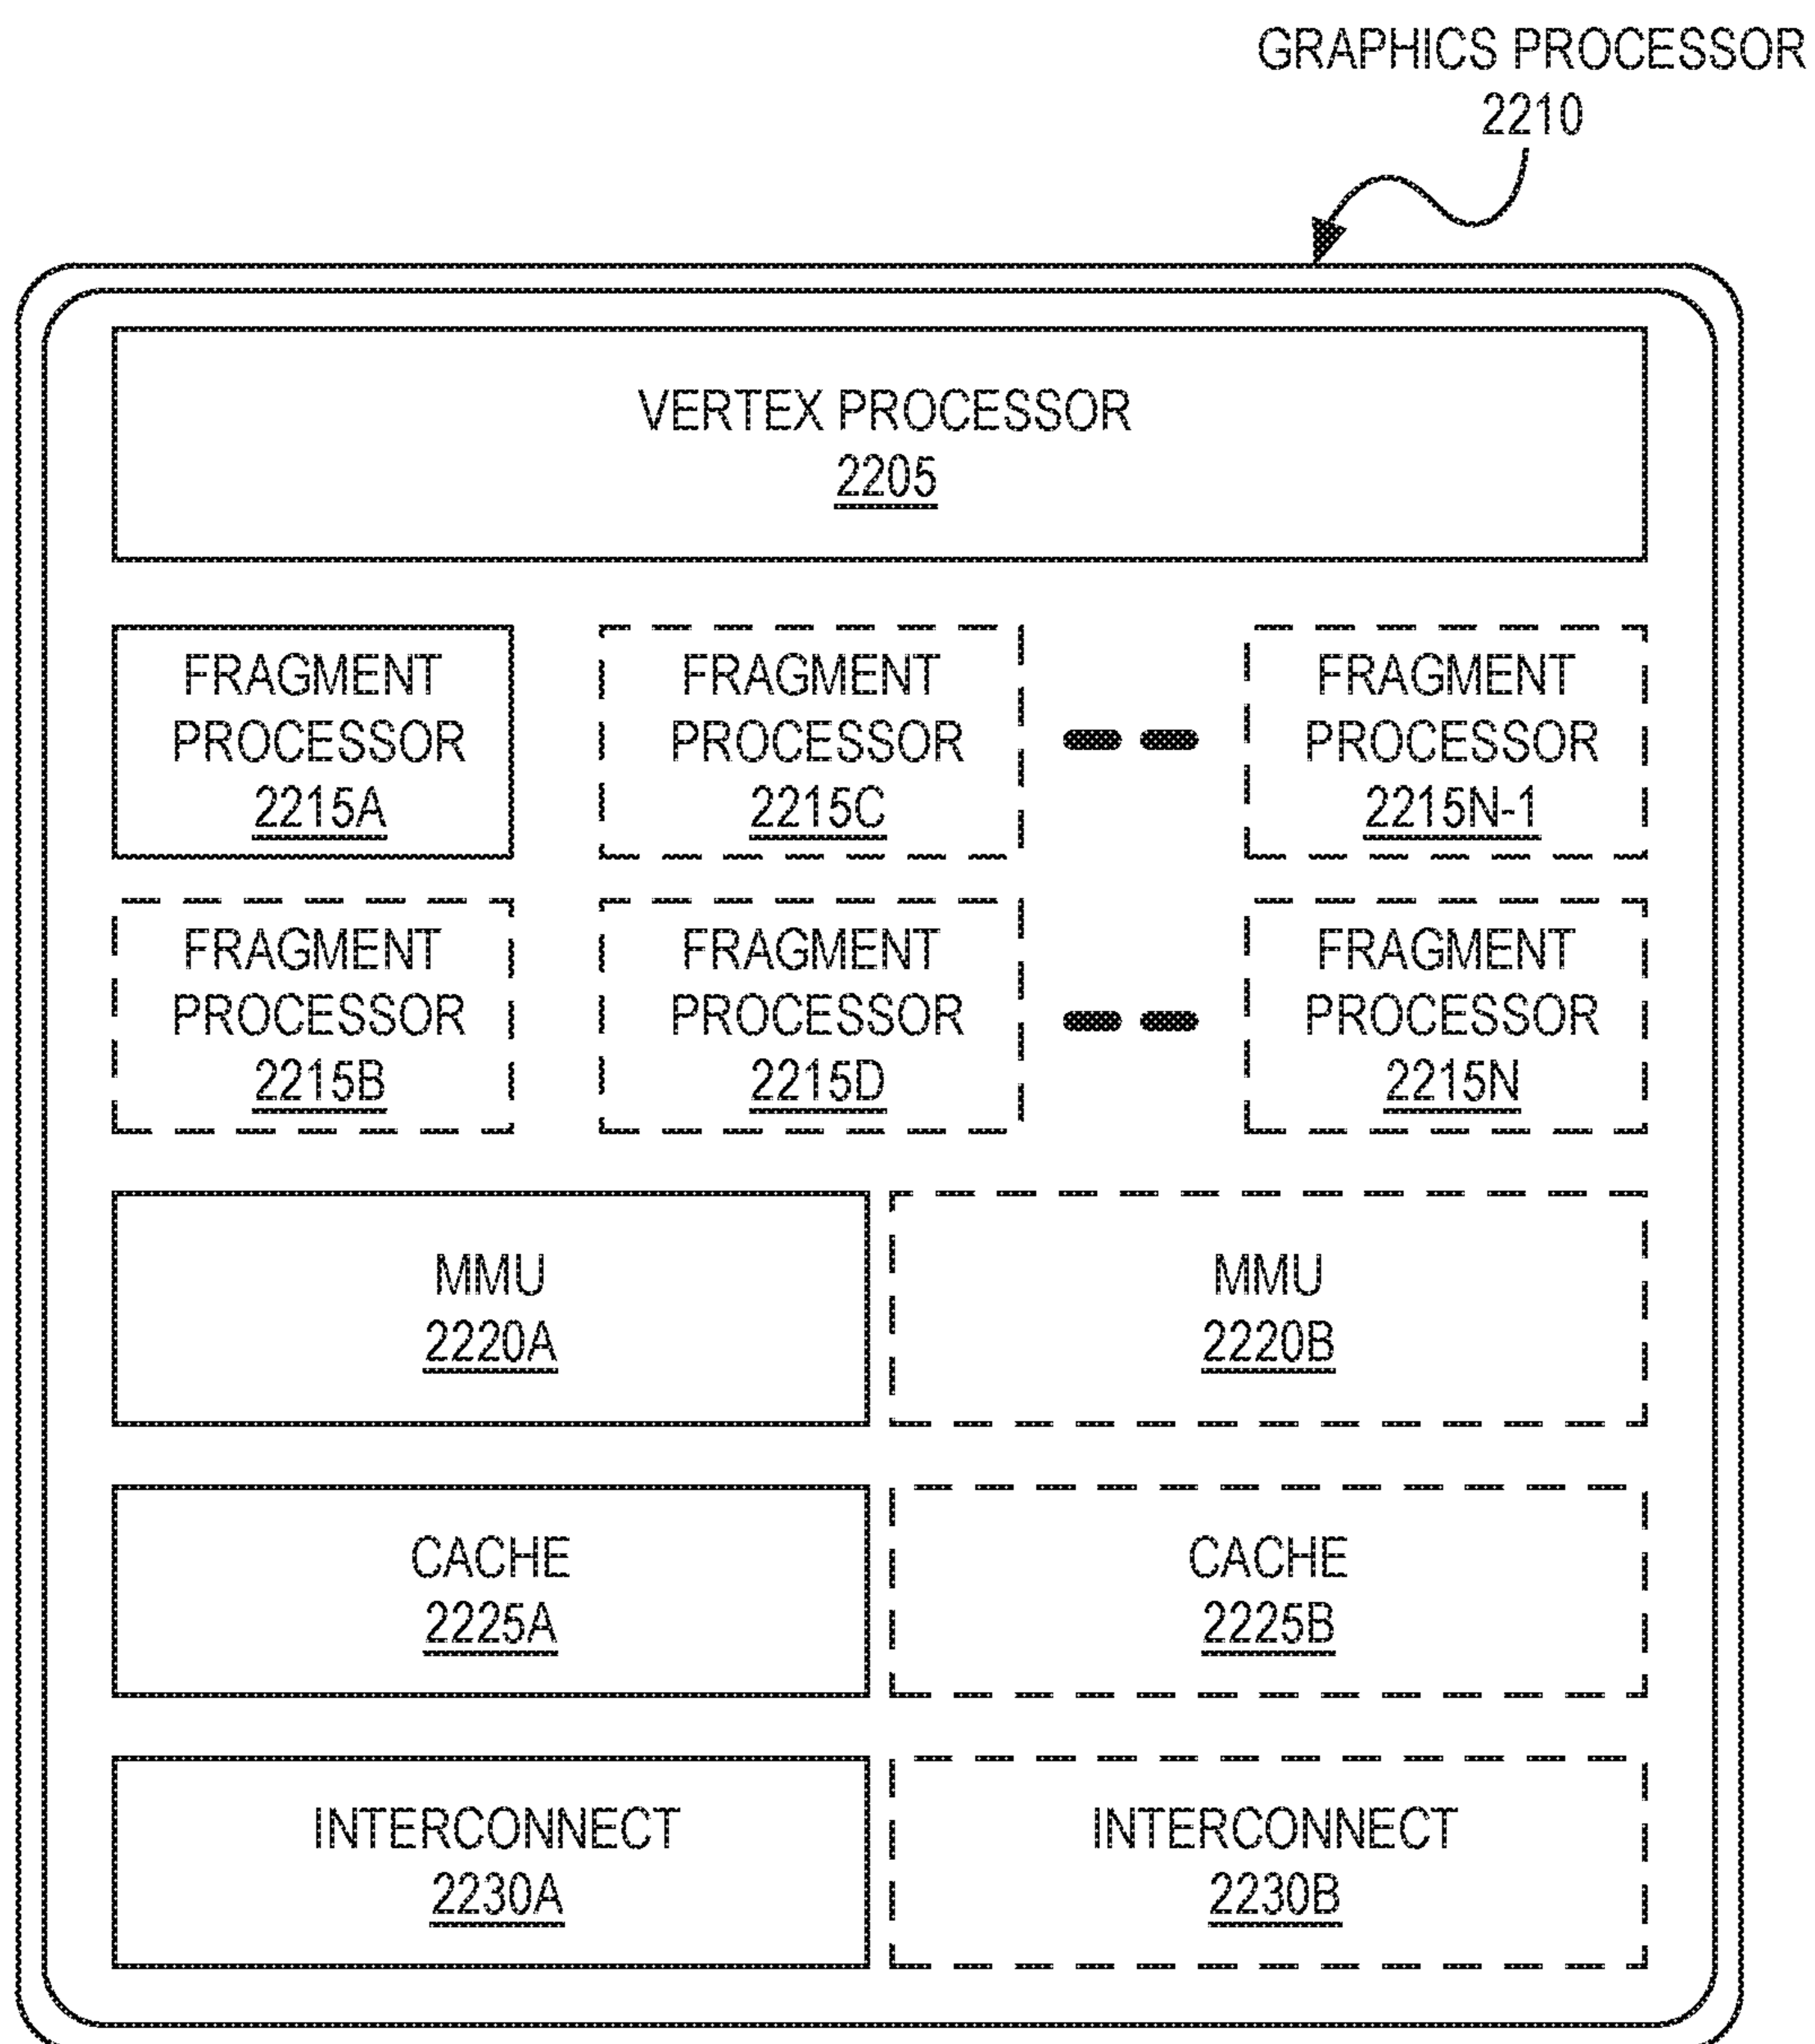 GRAPHICS PROCESSOR
2210
VERTEX PROCESSOR
2205
FRAGMENT
PROCESSOR
2215A
FRAGMENT
PROCESSOR
2215C
FRAGMENT
PROCESSOR
2215N-1
FRAGMENT
PROCESSOR
2215B
FRAGMENT
PROCESSOR
2215D
FRAGMENT
PROCESSOR
2215N
MMU
2220A
MMU
2220B
CACHE
2225A
CACHE
2225B
INTERCONNECT
2230A
INTERCONNECT
2230B